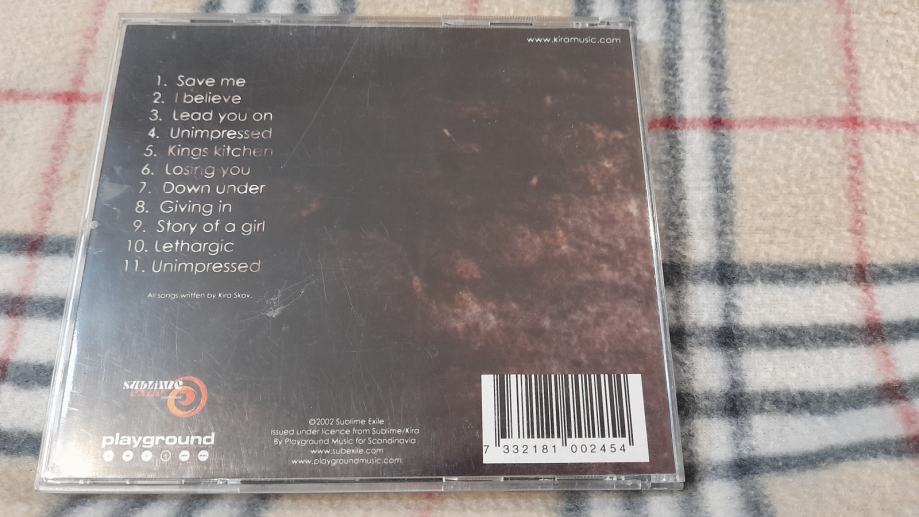 www.kiramusic.com
1. Save me
2. I believe
3. Lead you on
4. Unimpressed
5. Kings kitchen
6. Losing you
7. Down under
8. Giving in
9. Story of a girl
10. Lethargic
11. Unimpressed
All songs written by Kira Skov.
sublime
exile
playground
©2002 Sublime Exile
Issued under licence from Sublime/Kira
By Playground Music for Scandinavia
www.subexile.com
www.playgroundmusic.com
7 332181 002454